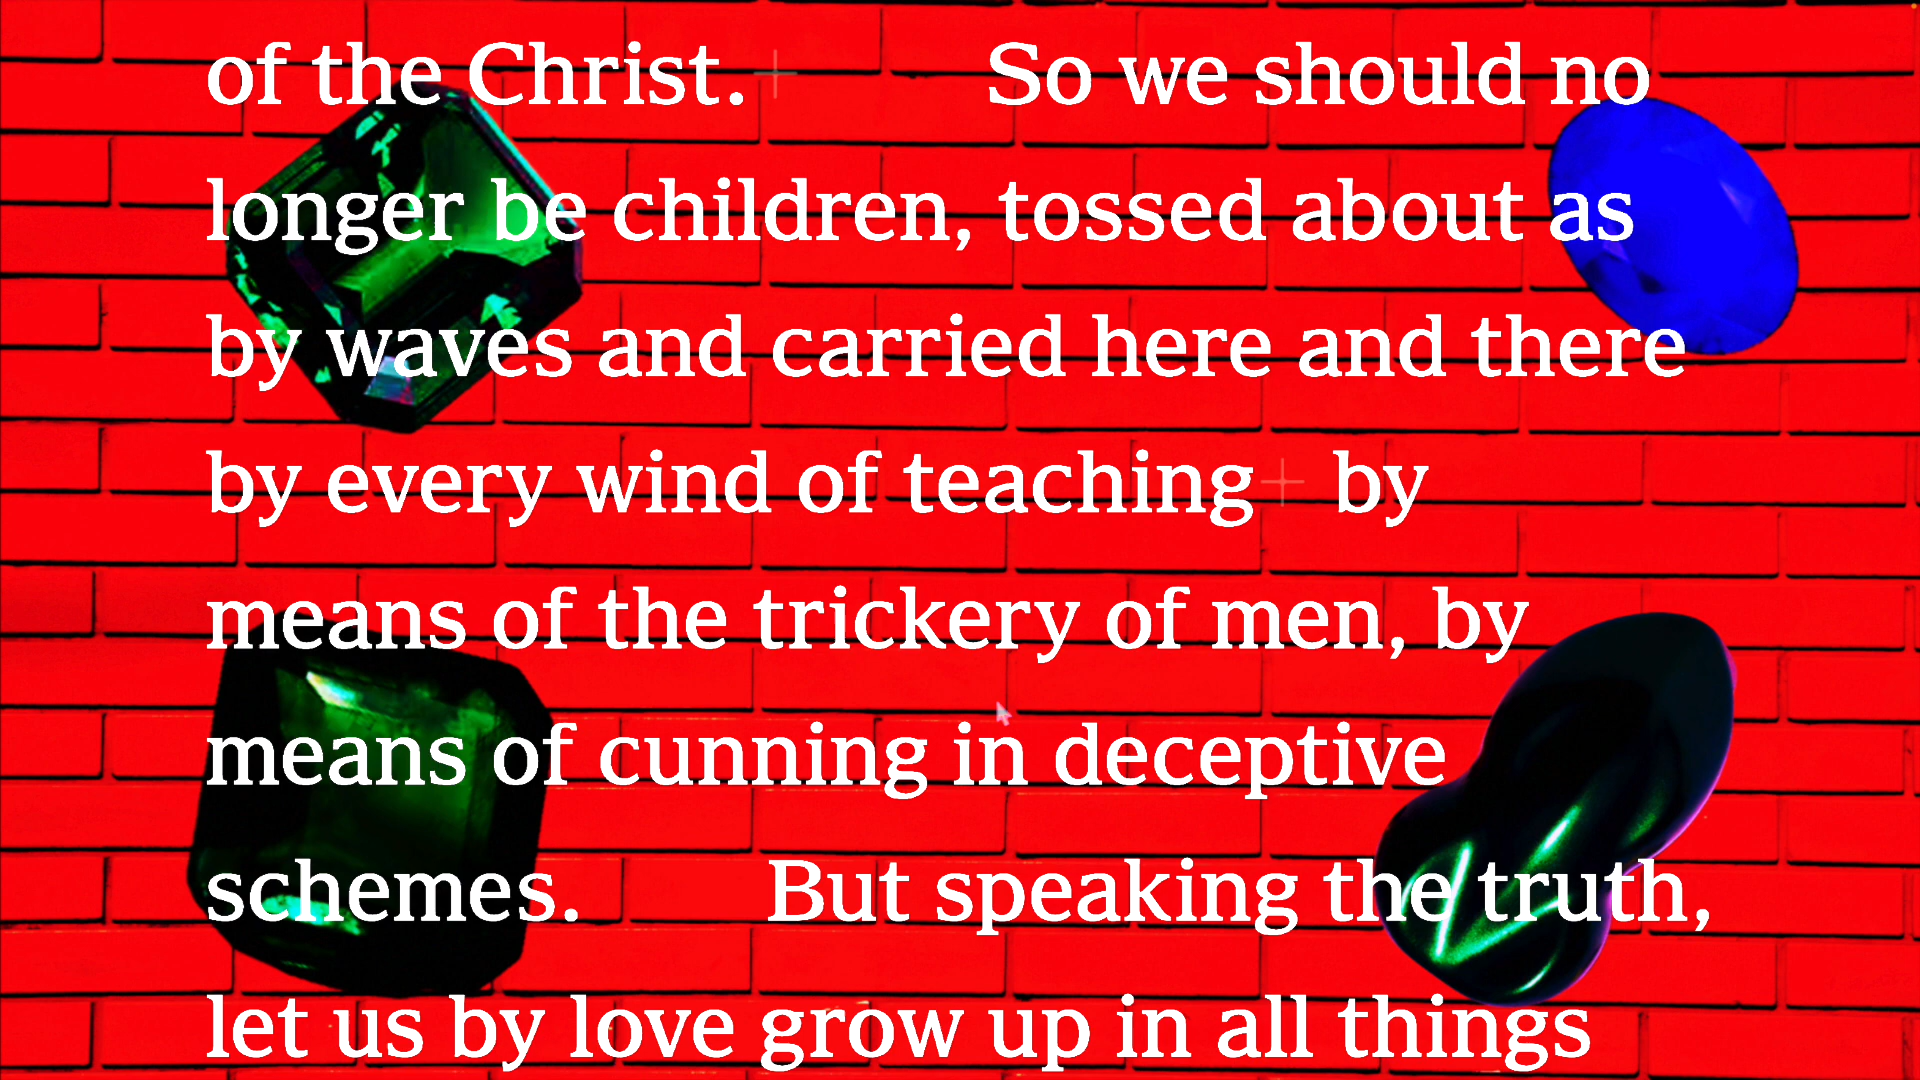 of the Christ.+ So we should no
longer be children, tossed about as
by waves and carried here and there
by every wind of teaching+ by
means of the trickery of men, by
means of cunning in deceptive
schemes. But speaking the truth,
let us by love grow up in all things